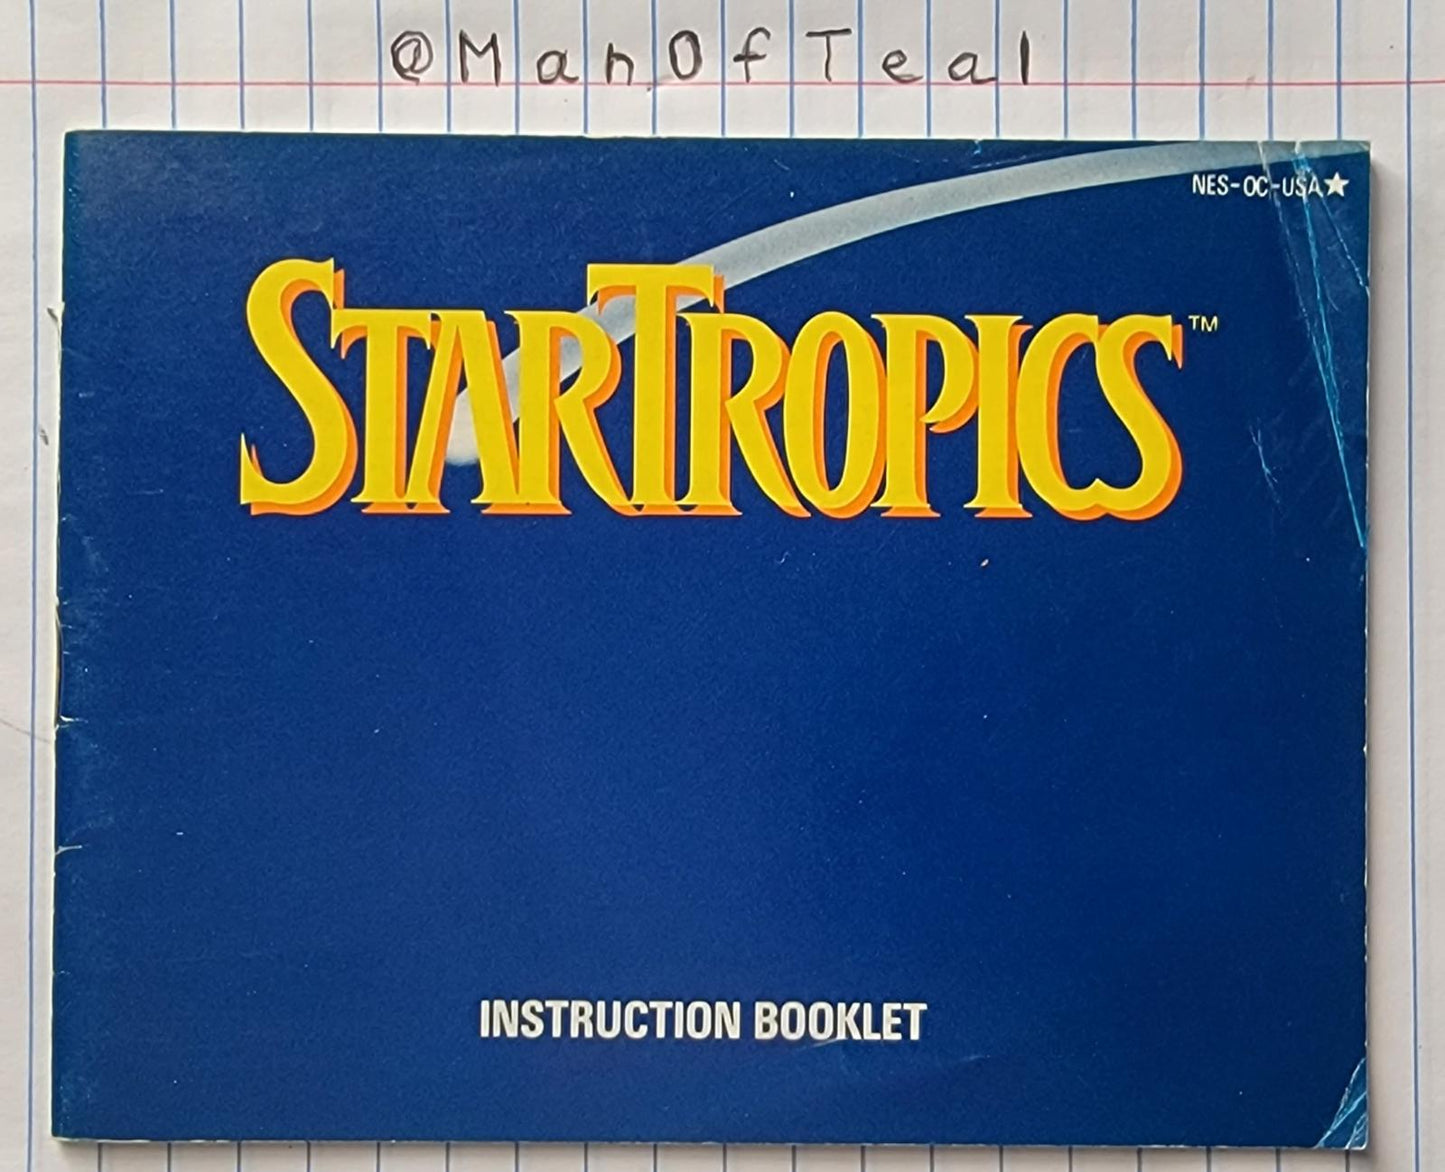 @ManOfTeal
NES-OC-USA★
STARTROPICS™
INSTRUCTION BOOKLET